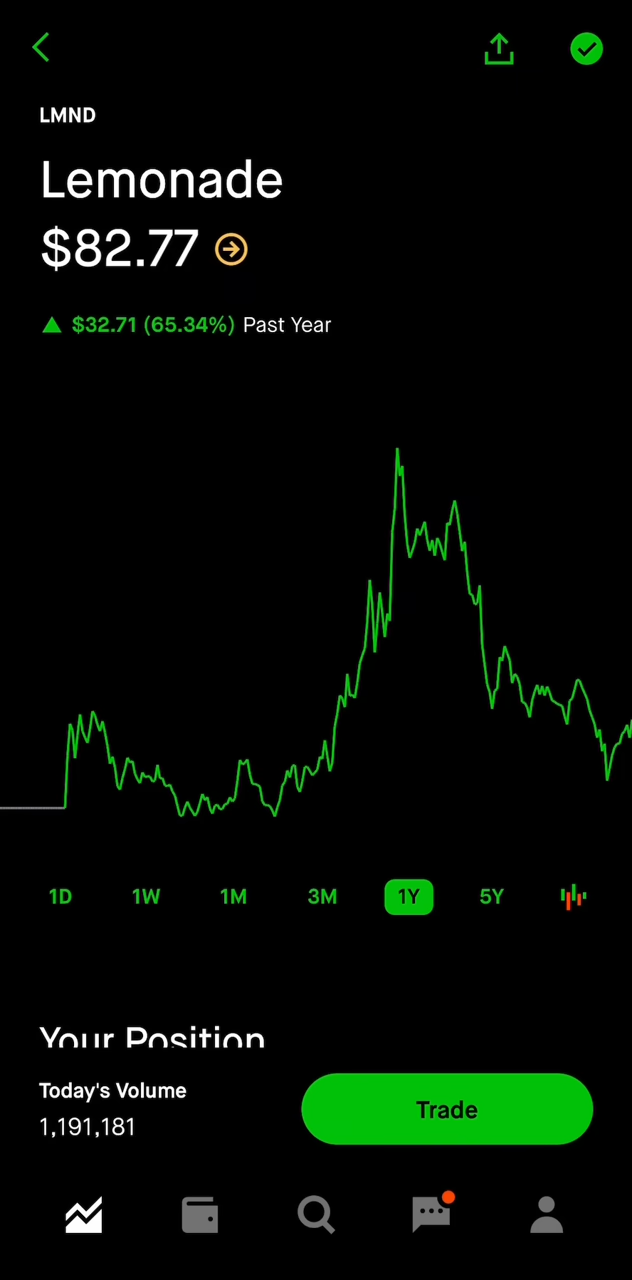 LMND
Lemonade
$82.77
$32.71 (65.34%) Past Year
1D 1W 1M 3M 1Y 5Y
Your Position
Today's Volume
1,191,181
Trade